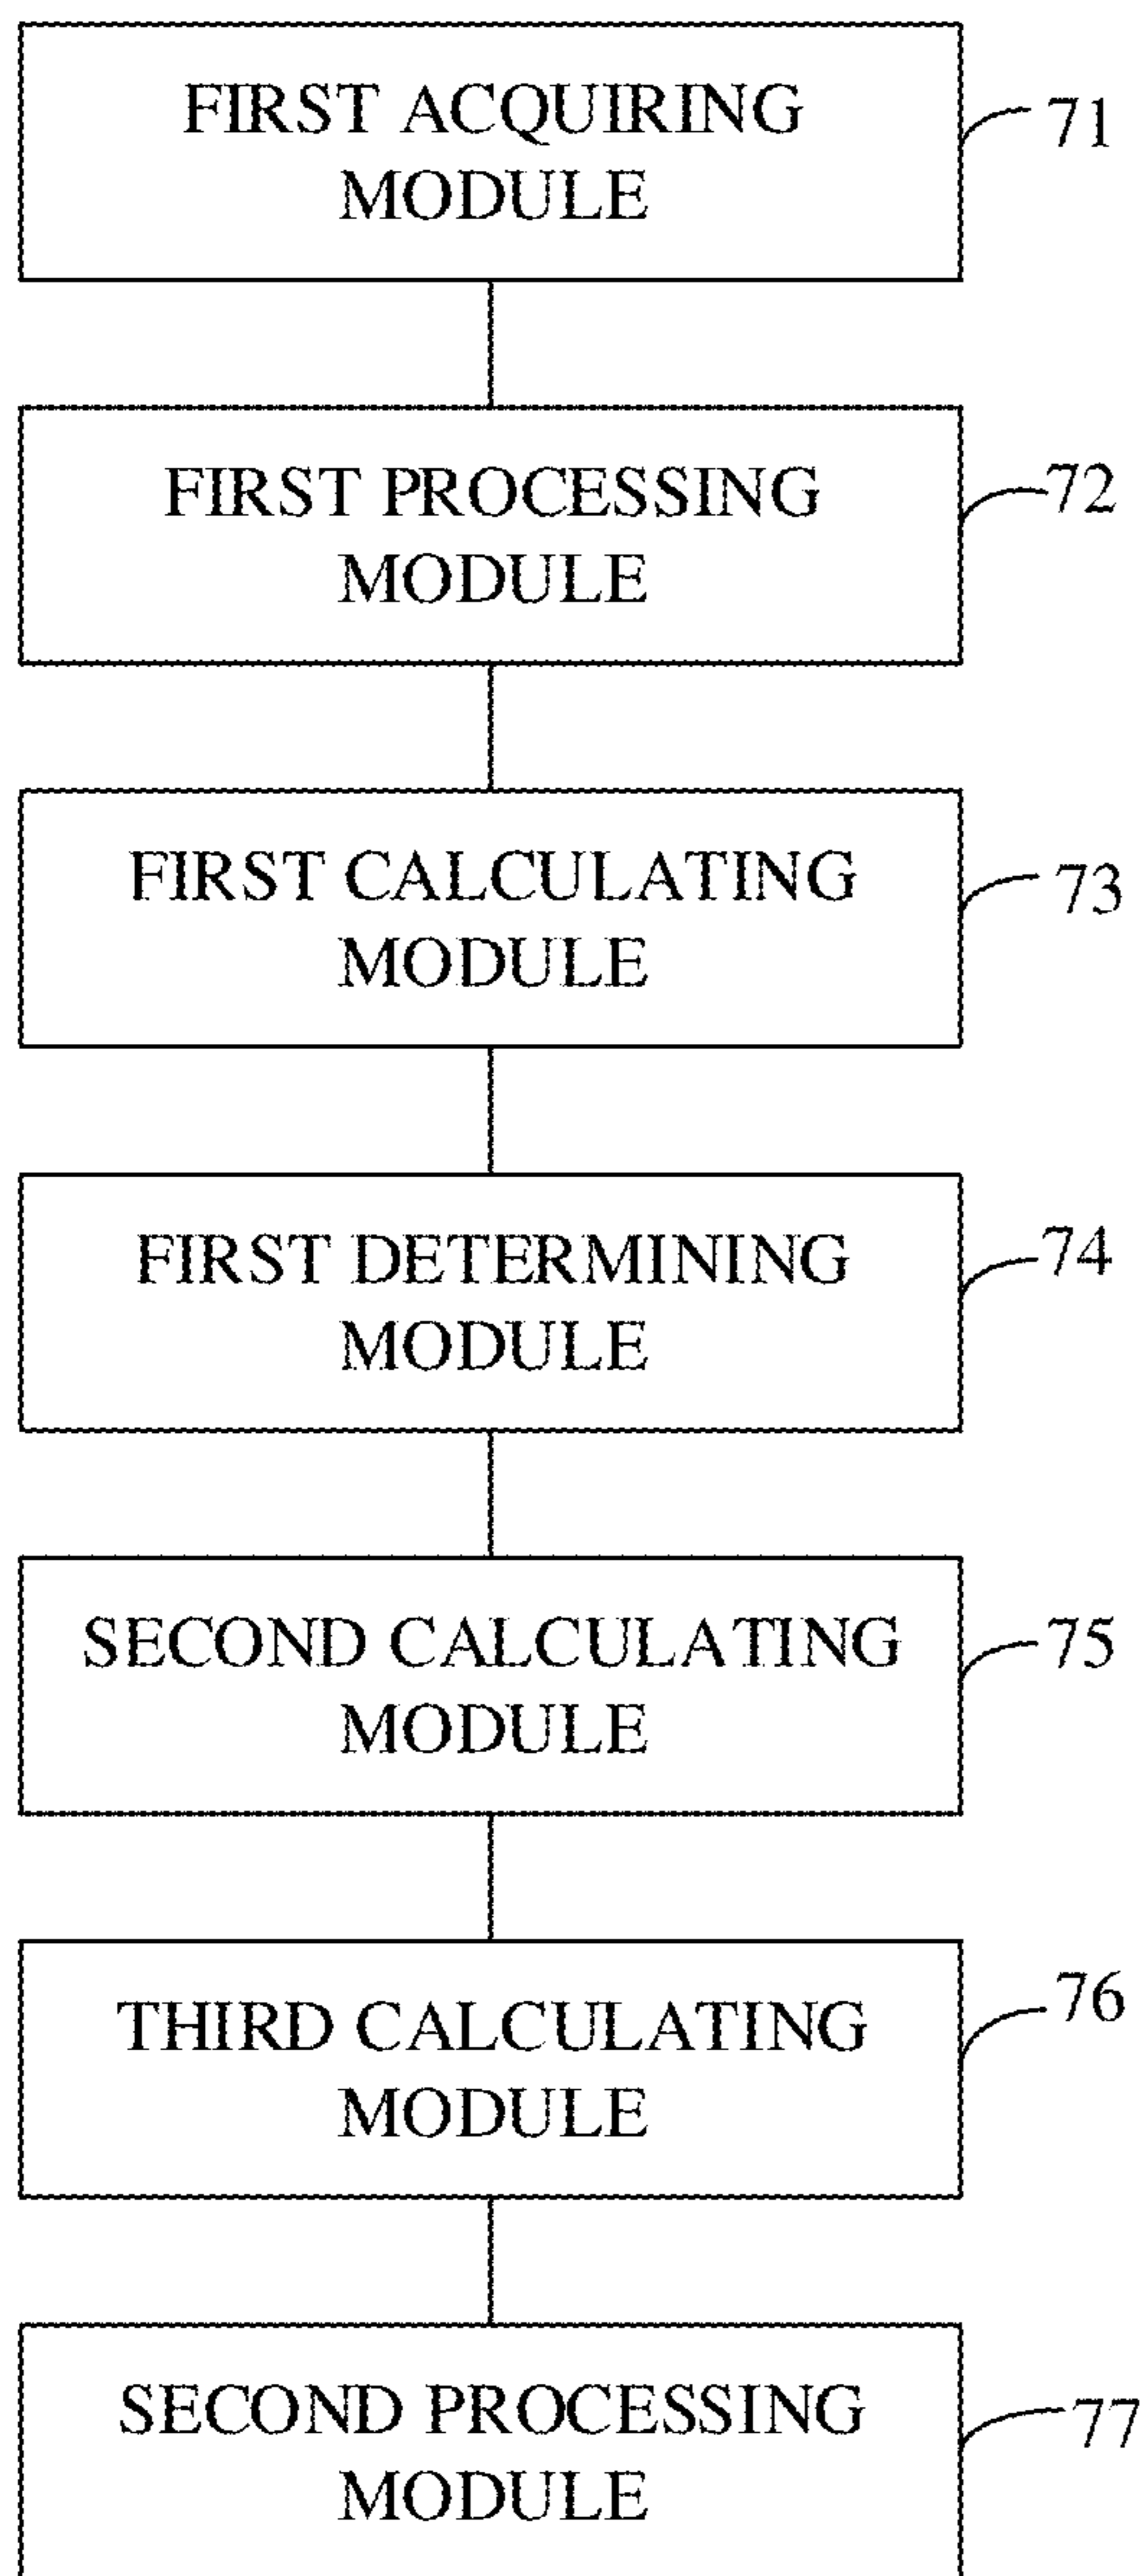 FIRST ACQUIRING
MODULE
71
FIRST PROCESSING
MODULE
72
FIRST CALCULATING
MODULE
73
FIRST DETERMINING
MODULE
74
SECOND CALCULATING
MODULE
75
THIRD CALCULATING
MODULE
76
SECOND PROCESSING
MODULE
77